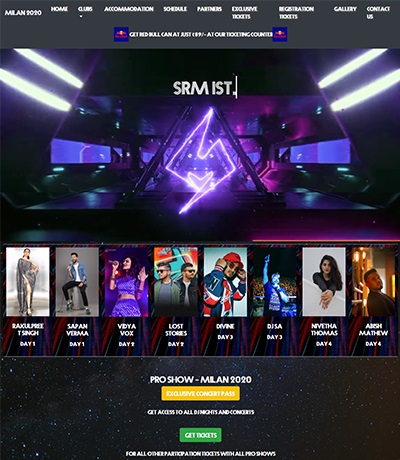 MILAN 2020
HOME
CLUBS
ACCOMMODATION
SCHEDULE
PARTNERS
EXCLUSIVE TICKETS
REGISTRATION TICKETS
GALLERY
CONTACT US
GET RED BULL CAN AT JUST ₹89/- AT OUR TICKETING COUNTER
SRM IST.
RAKULPREE
T SINGH
DAY 1
SAPAN
VERMA
DAY 1
VIDYA
VOX
DAY 2
LOST
STORIES
DAY 2
DIVINE
DAY 3
DJ SA
DAY 3
NIVETHA
THOMAS
DAY 4
ABISH
MATHEW
DAY 4
PRO SHOW - MILAN 2020
EXCLUSIVE CONCERT PASS
GET ACCESS TO ALL DJ NIGHTS AND CONCERTS
GET TICKETS
FOR ALL OTHER PARTICIPATION TICKETS WITH ALL PRO SHOWS